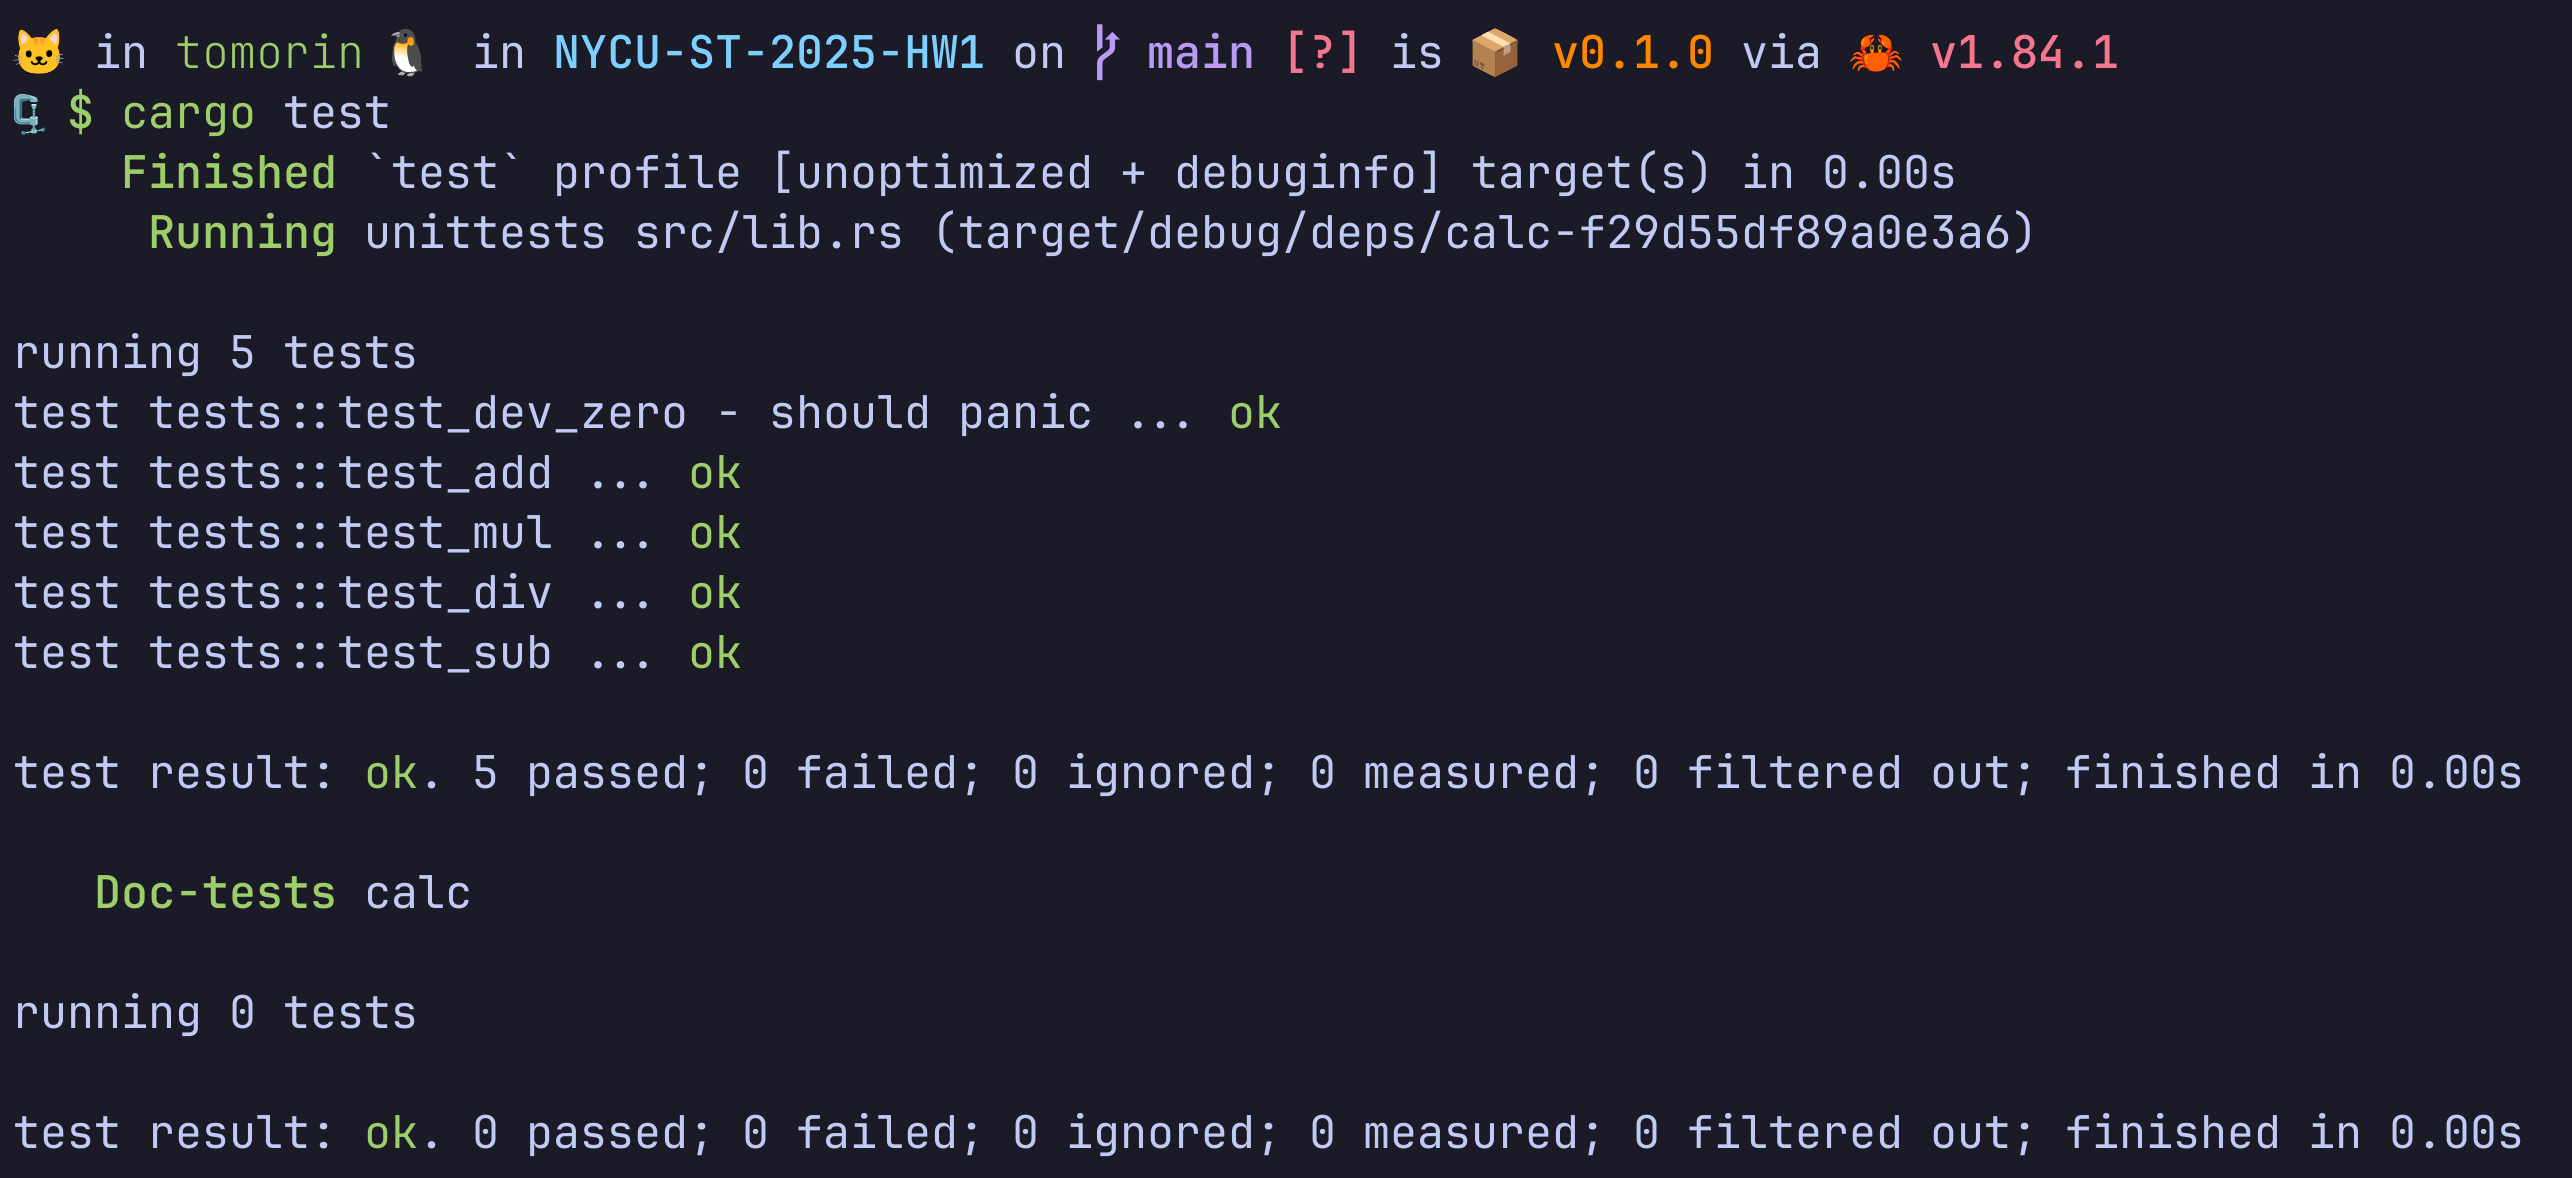 🐱 in tomorin 🐧 in NYCU-ST-2025-HW1 on main [?] is 📦 v0.1.0 via 🦀 v1.84.1
🗜️ $ cargo test
Finished `test` profile [unoptimized + debuginfo] target(s) in 0.00s
Running unittests src/lib.rs (target/debug/deps/calc-f29d55df89a0e3a6)
running 5 tests
test tests::test_dev_zero - should panic ... ok
test tests::test_add ... ok
test tests::test_mul ... ok
test tests::test_div ... ok
test tests::test_sub ... ok
test result: ok. 5 passed; 0 failed; 0 ignored; 0 measured; 0 filtered out; finished in 0.00s
Doc-tests calc
running 0 tests
test result: ok. 0 passed; 0 failed; 0 ignored; 0 measured; 0 filtered out; finished in 0.00s